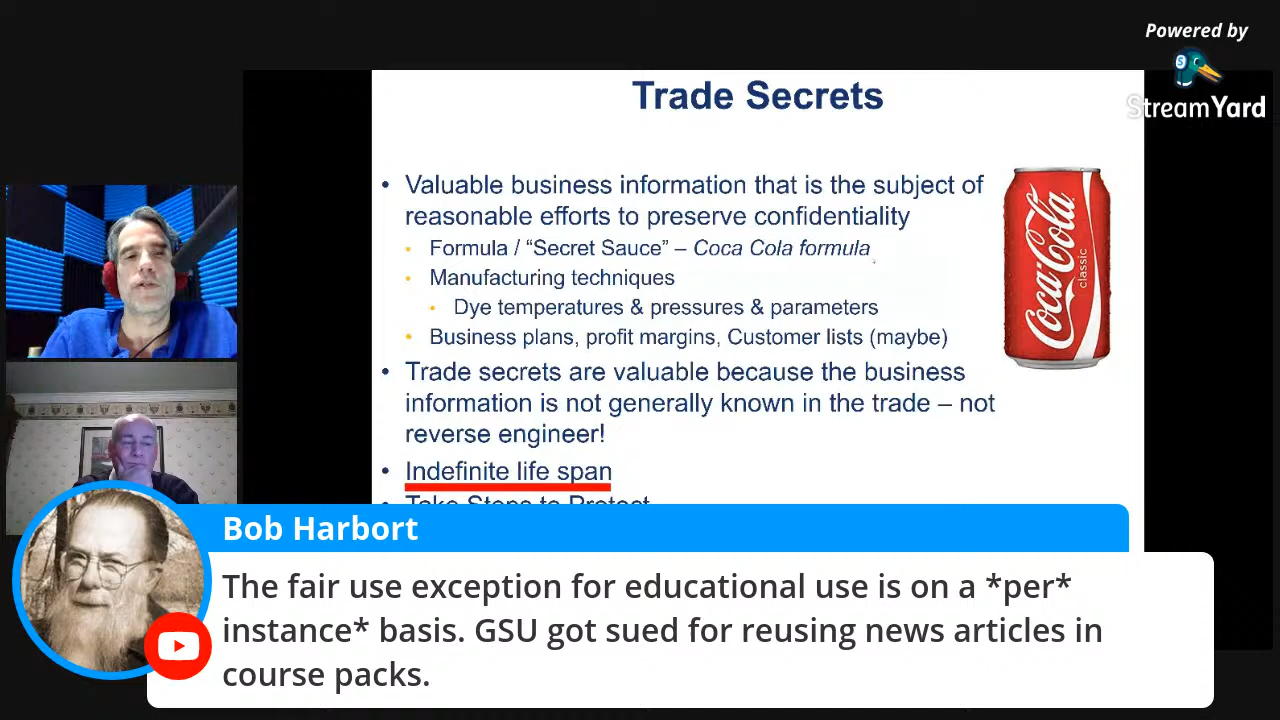 Powered by
StreamYard
Trade Secrets
• Valuable business information that is the subject of
reasonable efforts to preserve confidentiality
• Formula / “Secret Sauce” – Coca Cola formula
• Manufacturing techniques
• Dye temperatures & pressures & parameters
• Business plans, profit margins, Customer lists (maybe)
• Trade secrets are valuable because the business
information is not generally known in the trade – not
reverse engineer!
• Indefinite life span
• Take Steps to Protect
Coca-Cola
classic
Bob Harbort
The fair use exception for educational use is on a *per*
instance* basis. GSU got sued for reusing news articles in
course packs.